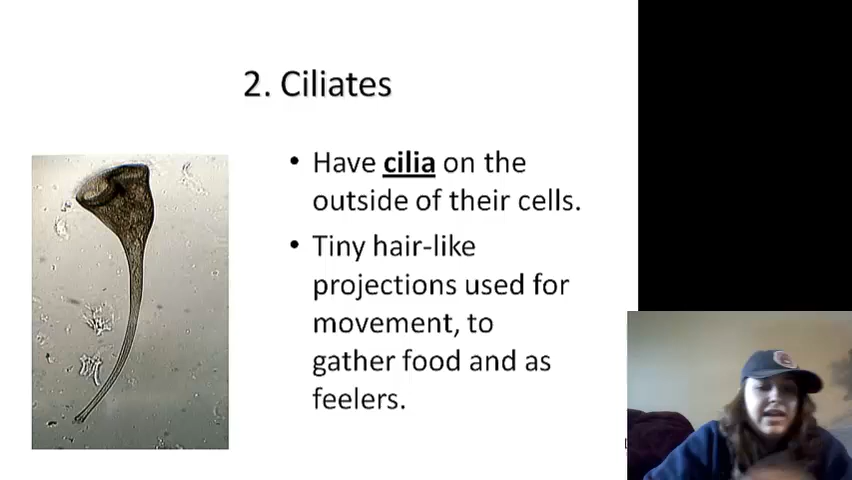 2. Ciliates
• Have cilia on the
outside of their cells.
• Tiny hair-like
projections used for
movement, to
gather food and as
feelers.